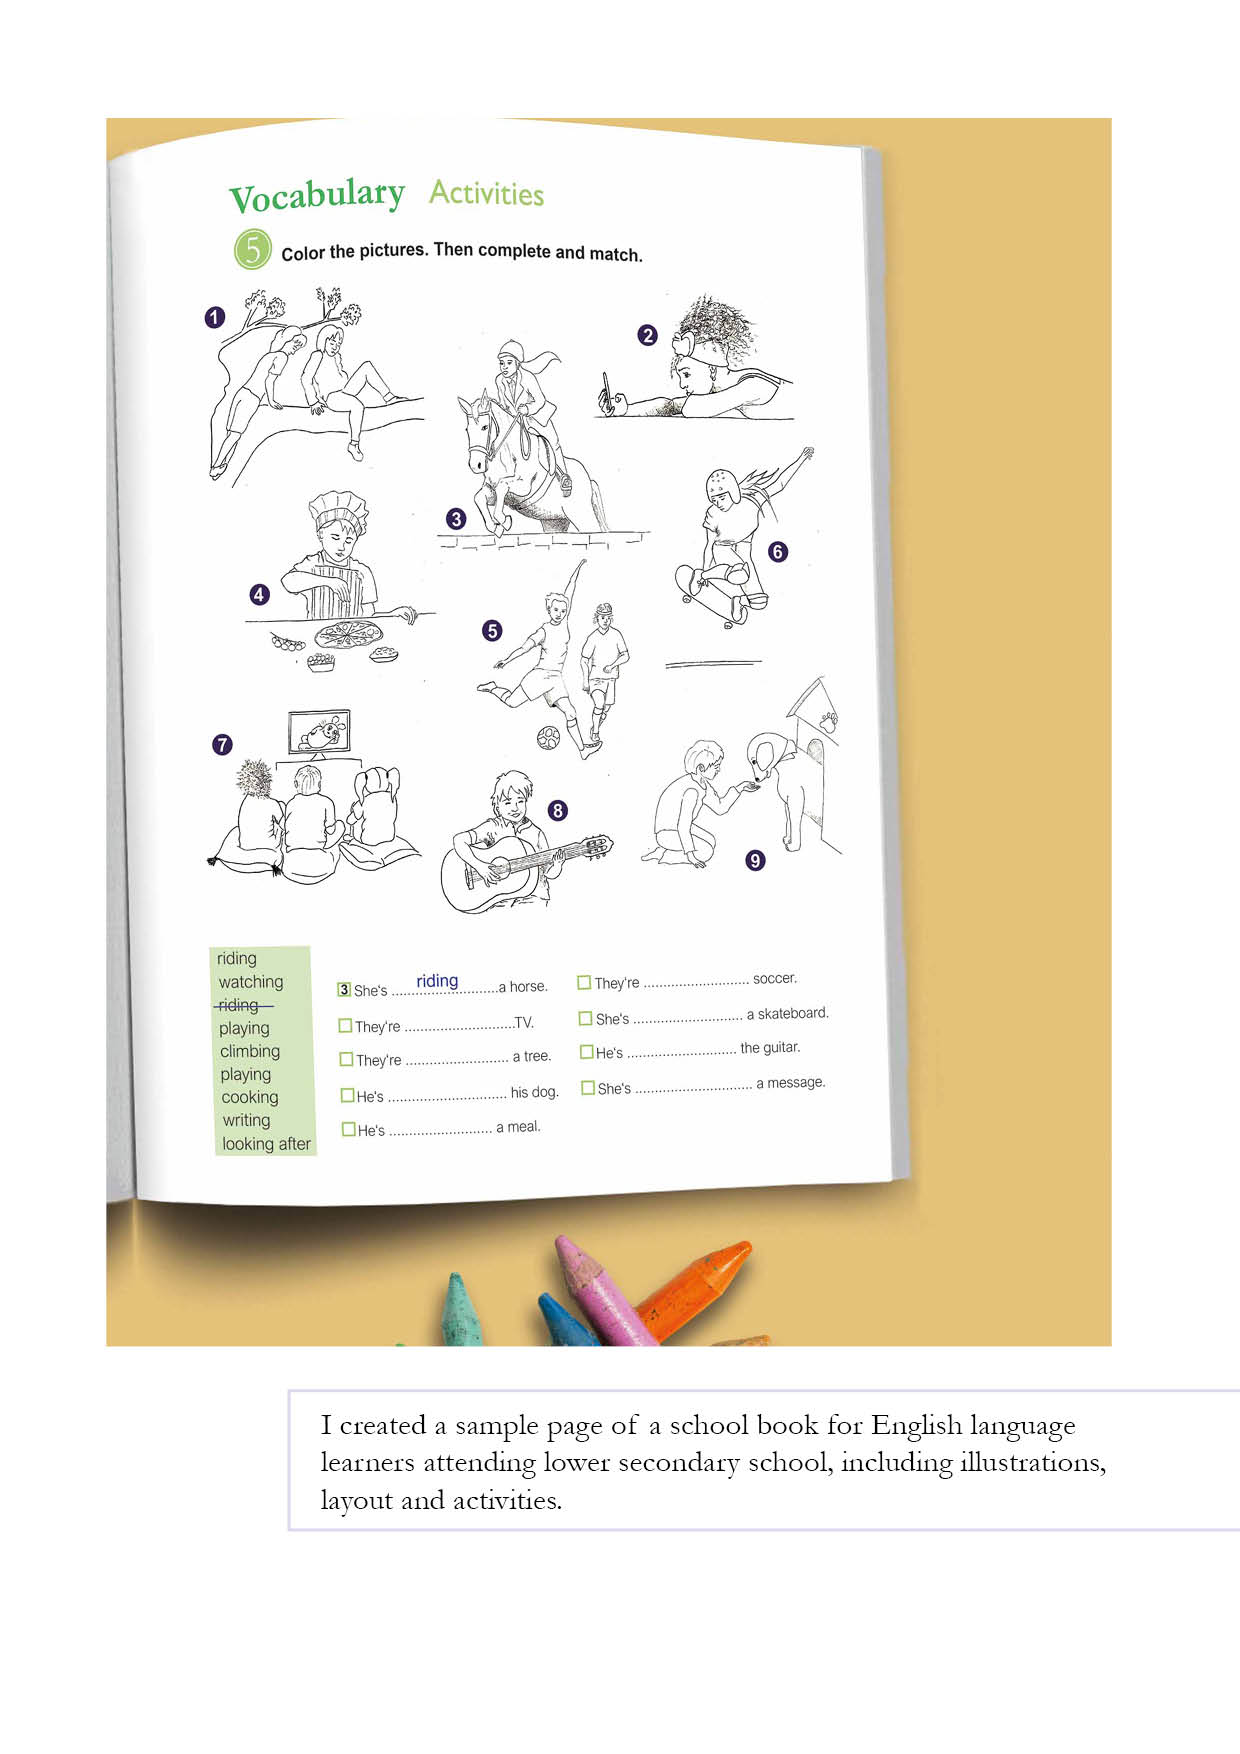 Vocabulary Activities
5 Color the pictures. Then complete and match.
1
2
3
4
5
6
7
8
9
riding
watching
riding
playing
climbing
playing
cooking
writing
looking after
3 She's ........riding........ a horse.
They're ............................TV.
They're .......................... a tree.
He's .............................. his dog.
He's .......................... a meal.
They're ........................... soccer.
She's ............................ a skateboard.
He's ............................ the guitar.
She's .............................. a message.
I created a sample page of a school book for English language
learners attending lower secondary school, including illustrations,
layout and activities.